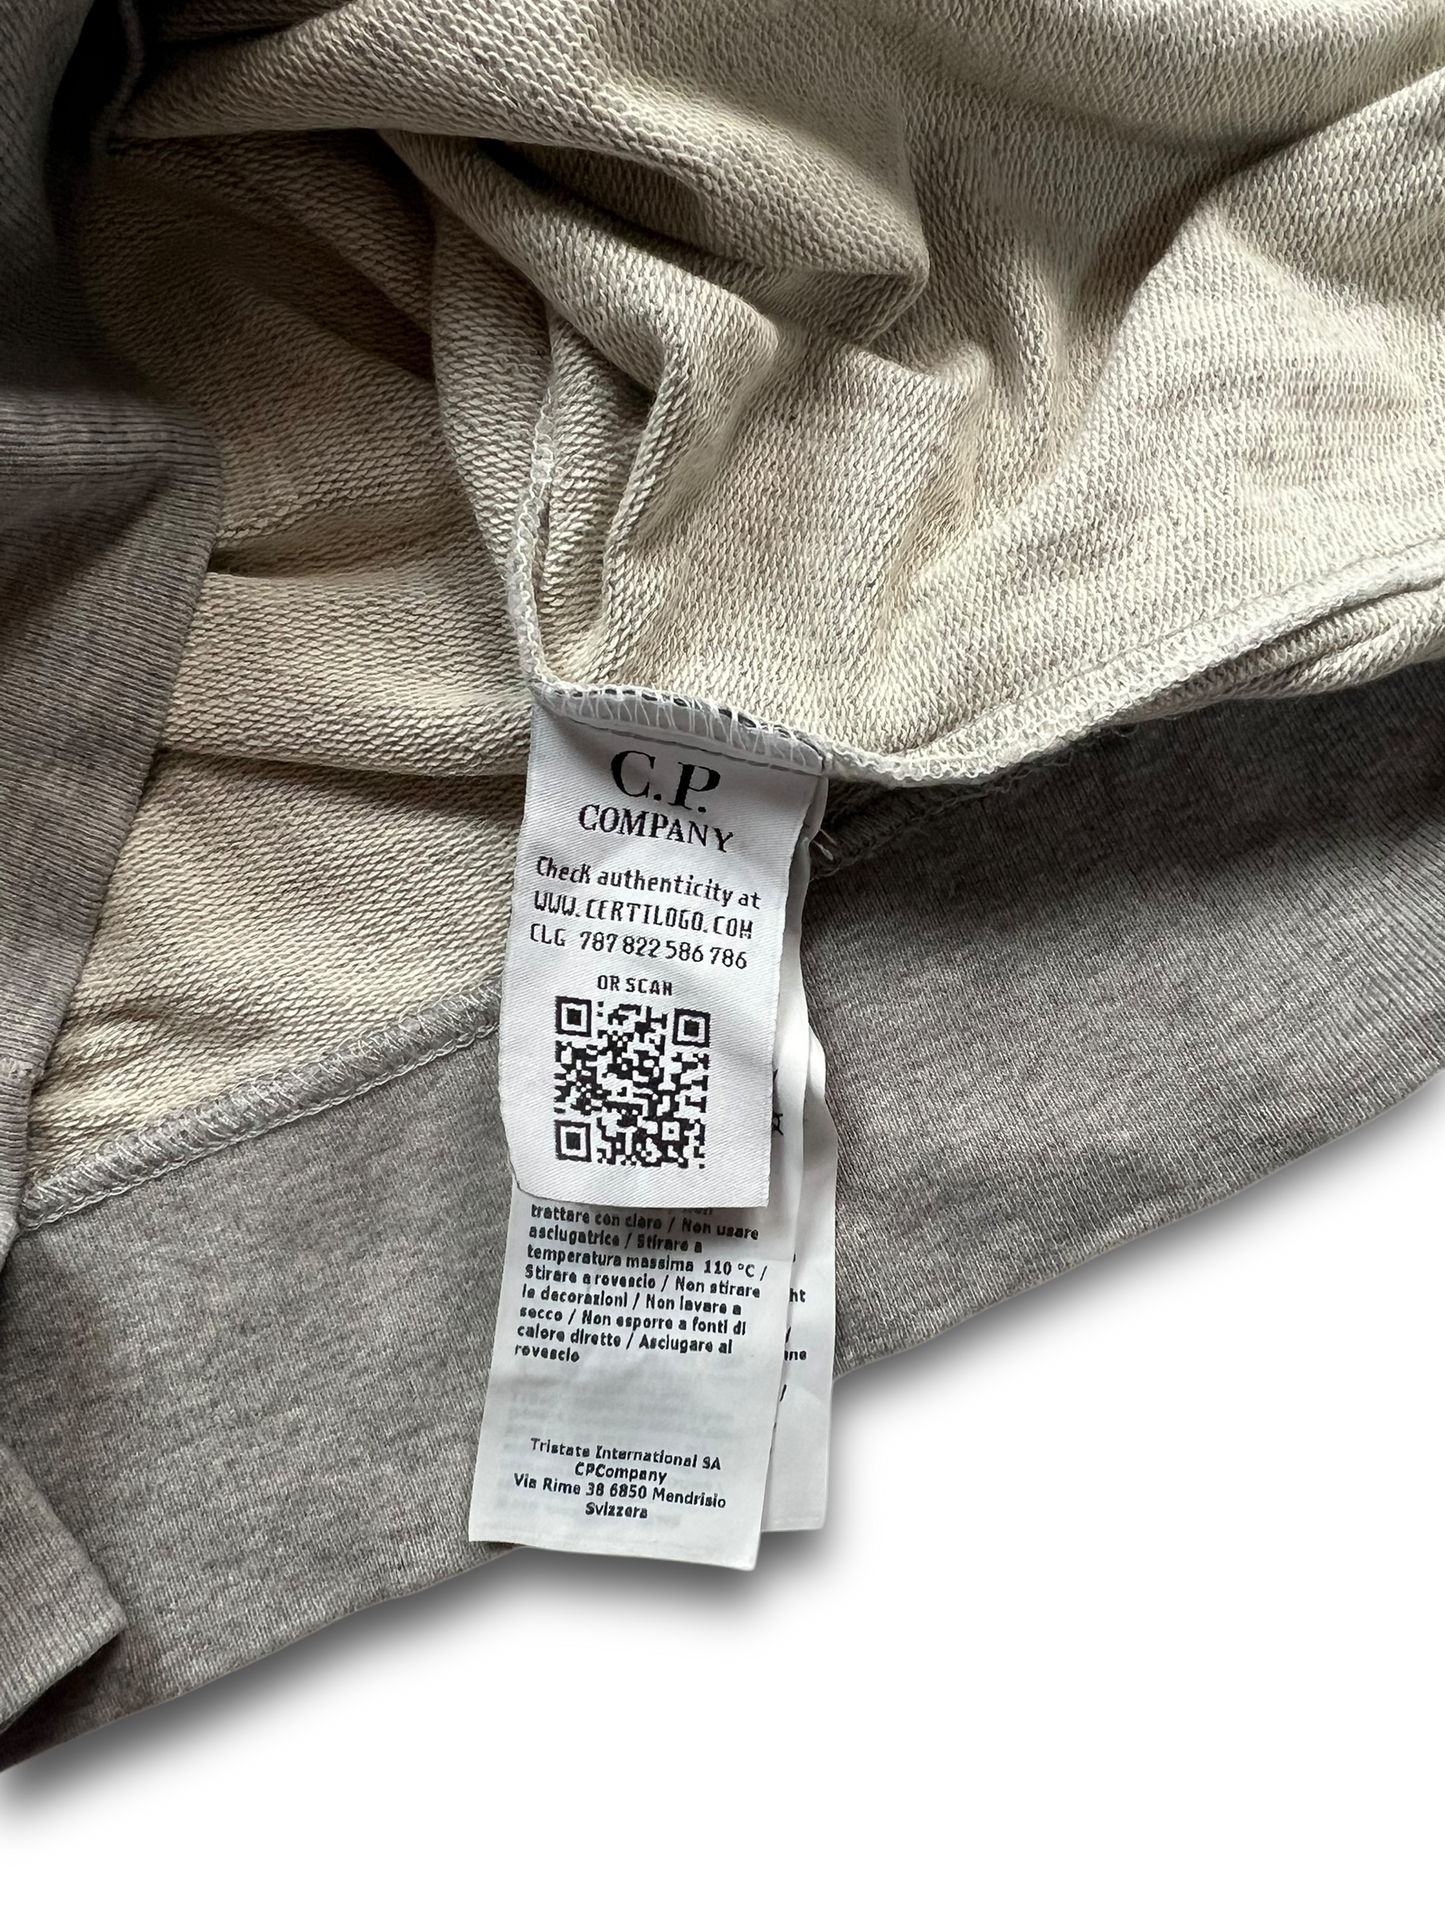 C.P.
COMPANY
Check authenticity at
WWW.CERTILOGO.COM
CLG 787 822 586 786
OR SCAN
trattare con cloro / Non usare
asciugatrice / Stirare a
temperatura massima 110 °C /
Stirare a rovescio / Non stirare
le decorazioni / Non lavare a
secco / Non esporre a fonti di
calore dirette / Asciugare al
rovescio
Tristate International SA
CPCompany
Via Rime 38 6850 Mendrisio
Svizzera